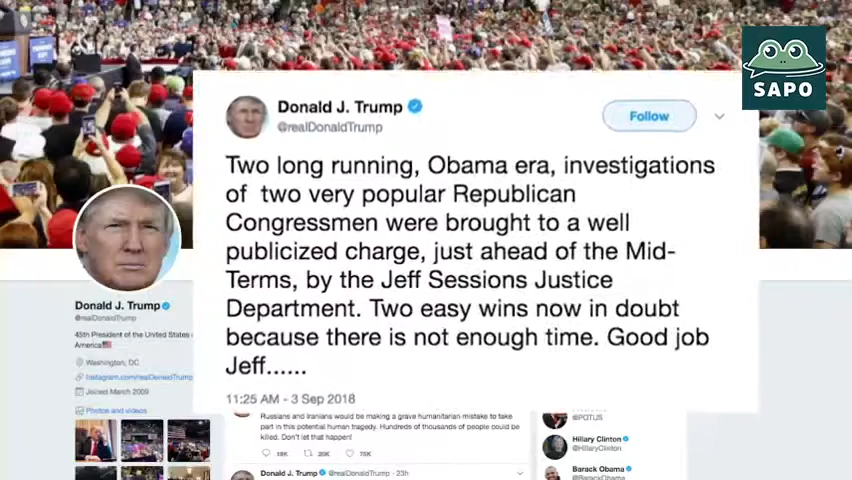 SAPO
Donald J. Trump
@realDonaldTrump
Follow
Two long running, Obama era, investigations
of two very popular Republican
Congressmen were brought to a well
publicized charge, just ahead of the Mid-
Terms, by the Jeff Sessions Justice
Department. Two easy wins now in doubt
because there is not enough time. Good job
Jeff......
11:25 AM - 3 Sep 2018
Donald J. Trump
@realDonaldTrump
45th President of the United States
America
Washington, DC
Instagram.com/realDonaldTrump
Joined March 2009
Photos and videos
Russians and Iranians would be making a grave humanitarian mistake to take
part in this potential human tragedy. Hundreds of thousands of people could be
killed. Don't let that happen!
Donald J. Trump @realDonaldTrump · 23h
@POTUS
Hillary Clinton
@HillaryClinton
Barack Obama
@BarackObama